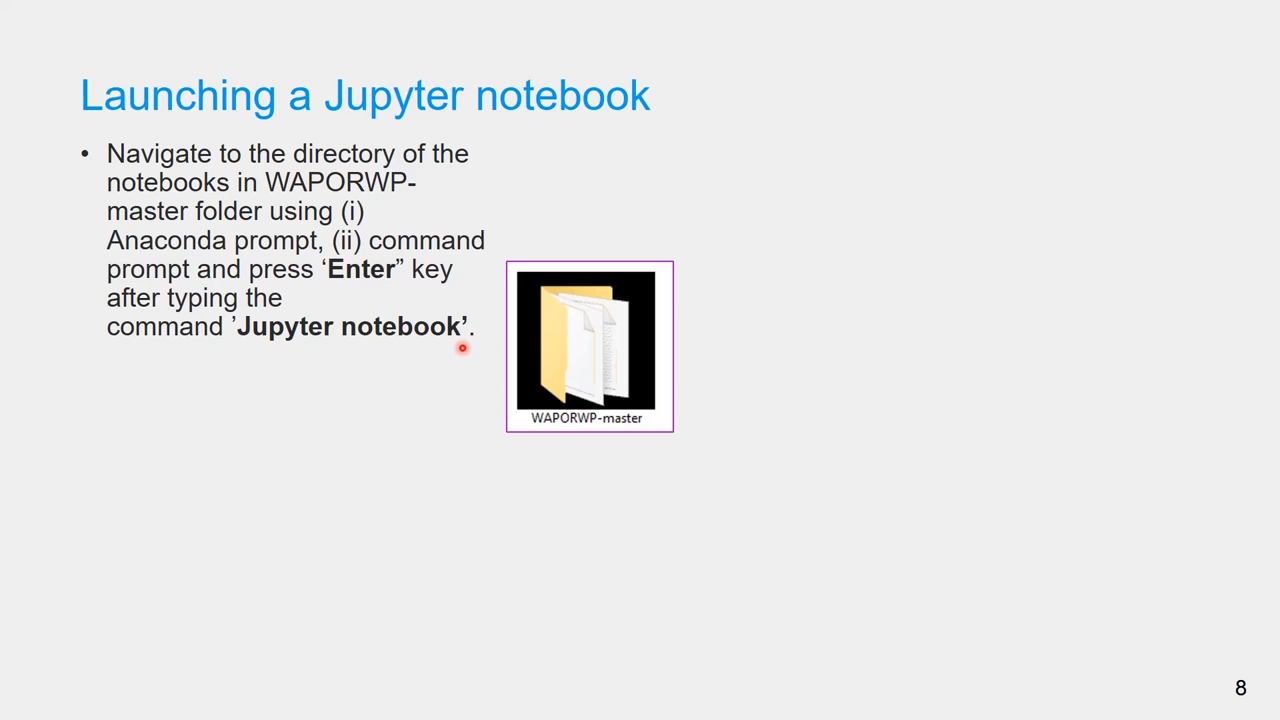 Launching a Jupyter notebook
• Navigate to the directory of the
notebooks in WAPORWP-
master folder using (i)
Anaconda prompt, (ii) command
prompt and press ‘Enter” key
after typing the
command ’Jupyter notebook’.
WAPORWP-master
8